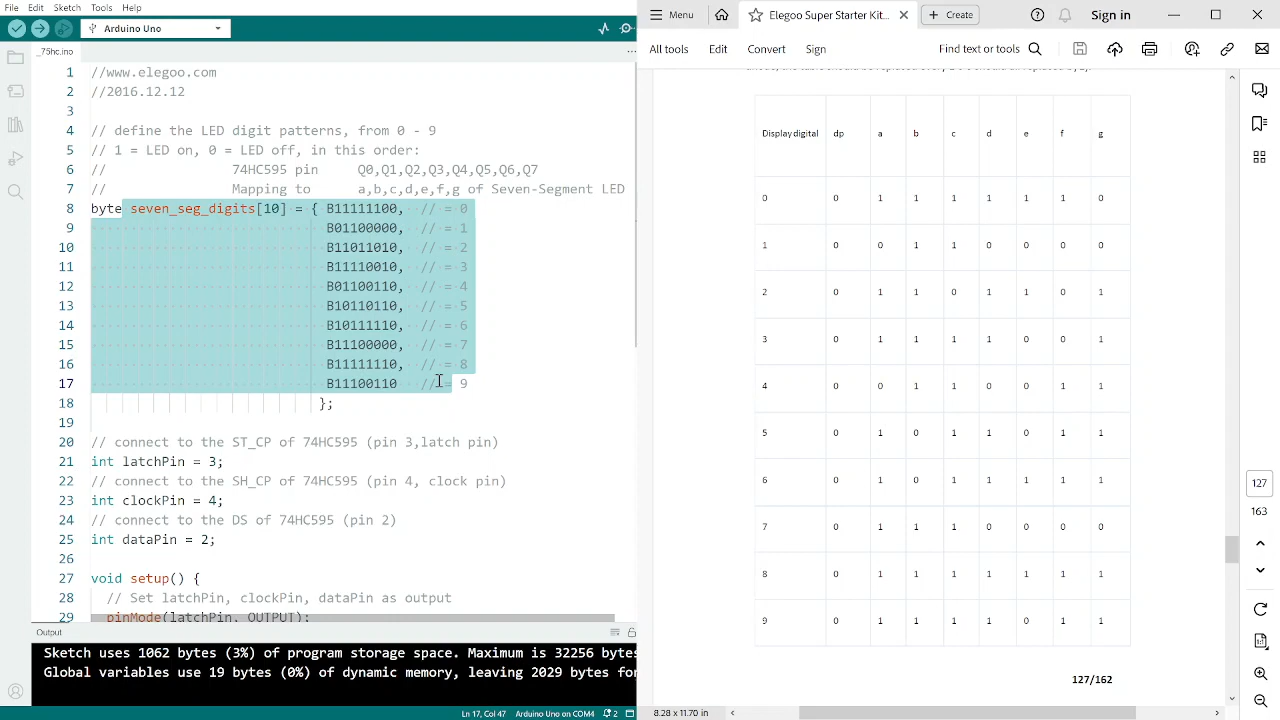 File Edit Sketch Tools Help
Arduino Uno
_75hc.ino
1 //www.elegoo.com
2 //2016.12.12
3
4 // define the LED digit patterns, from 0 - 9
5 // 1 = LED on, 0 = LED off, in this order:
6 // 74HC595 pin Q0,Q1,Q2,Q3,Q4,Q5,Q6,Q7
7 // Mapping to a,b,c,d,e,f,g of Seven-Segment LED
8 byte seven_seg_digits[10] = { B11111100, // = 0
9 B01100000, // = 1
10 B11011010, // = 2
11 B11110010, // = 3
12 B01100110, // = 4
13 B10110110, // = 5
14 B10111110, // = 6
15 B11100000, // = 7
16 B11111110, // = 8
17 B11100110 // = 9
18 };
19
20 // connect to the ST_CP of 74HC595 (pin 3,latch pin)
21 int latchPin = 3;
22 // connect to the SH_CP of 74HC595 (pin 4, clock pin)
23 int clockPin = 4;
24 // connect to the DS of 74HC595 (pin 2)
25 int dataPin = 2;
26
27 void setup() {
28 // Set latchPin, clockPin, dataPin as output
29 pinMode(latchPin, OUTPUT);
Output
Sketch uses 1062 bytes (3%) of program storage space. Maximum is 32256 bytes
Global variables use 19 bytes (0%) of dynamic memory, leaving 2029 bytes for
Ln 17, Col 47 Arduino Uno on COM4 2
Menu Elegoo Super Starter Kit... Create Sign in
All tools Edit Convert Sign Find text or tools
Display digital dp a b c d e f g
0 0 1 1 1 1 1 1 0
1 0 0 1 1 0 0 0 0
2 0 1 1 0 1 1 0 1
3 0 1 1 1 1 0 0 1
4 0 0 1 1 0 0 1 1
5 0 1 0 1 1 0 1 1
6 0 1 0 1 1 1 1 1
7 0 1 1 1 0 0 0 0
8 0 1 1 1 1 1 1 1
9 0 1 1 1 1 0 1 1
127/162
127
163
8.28 x 11.70 in